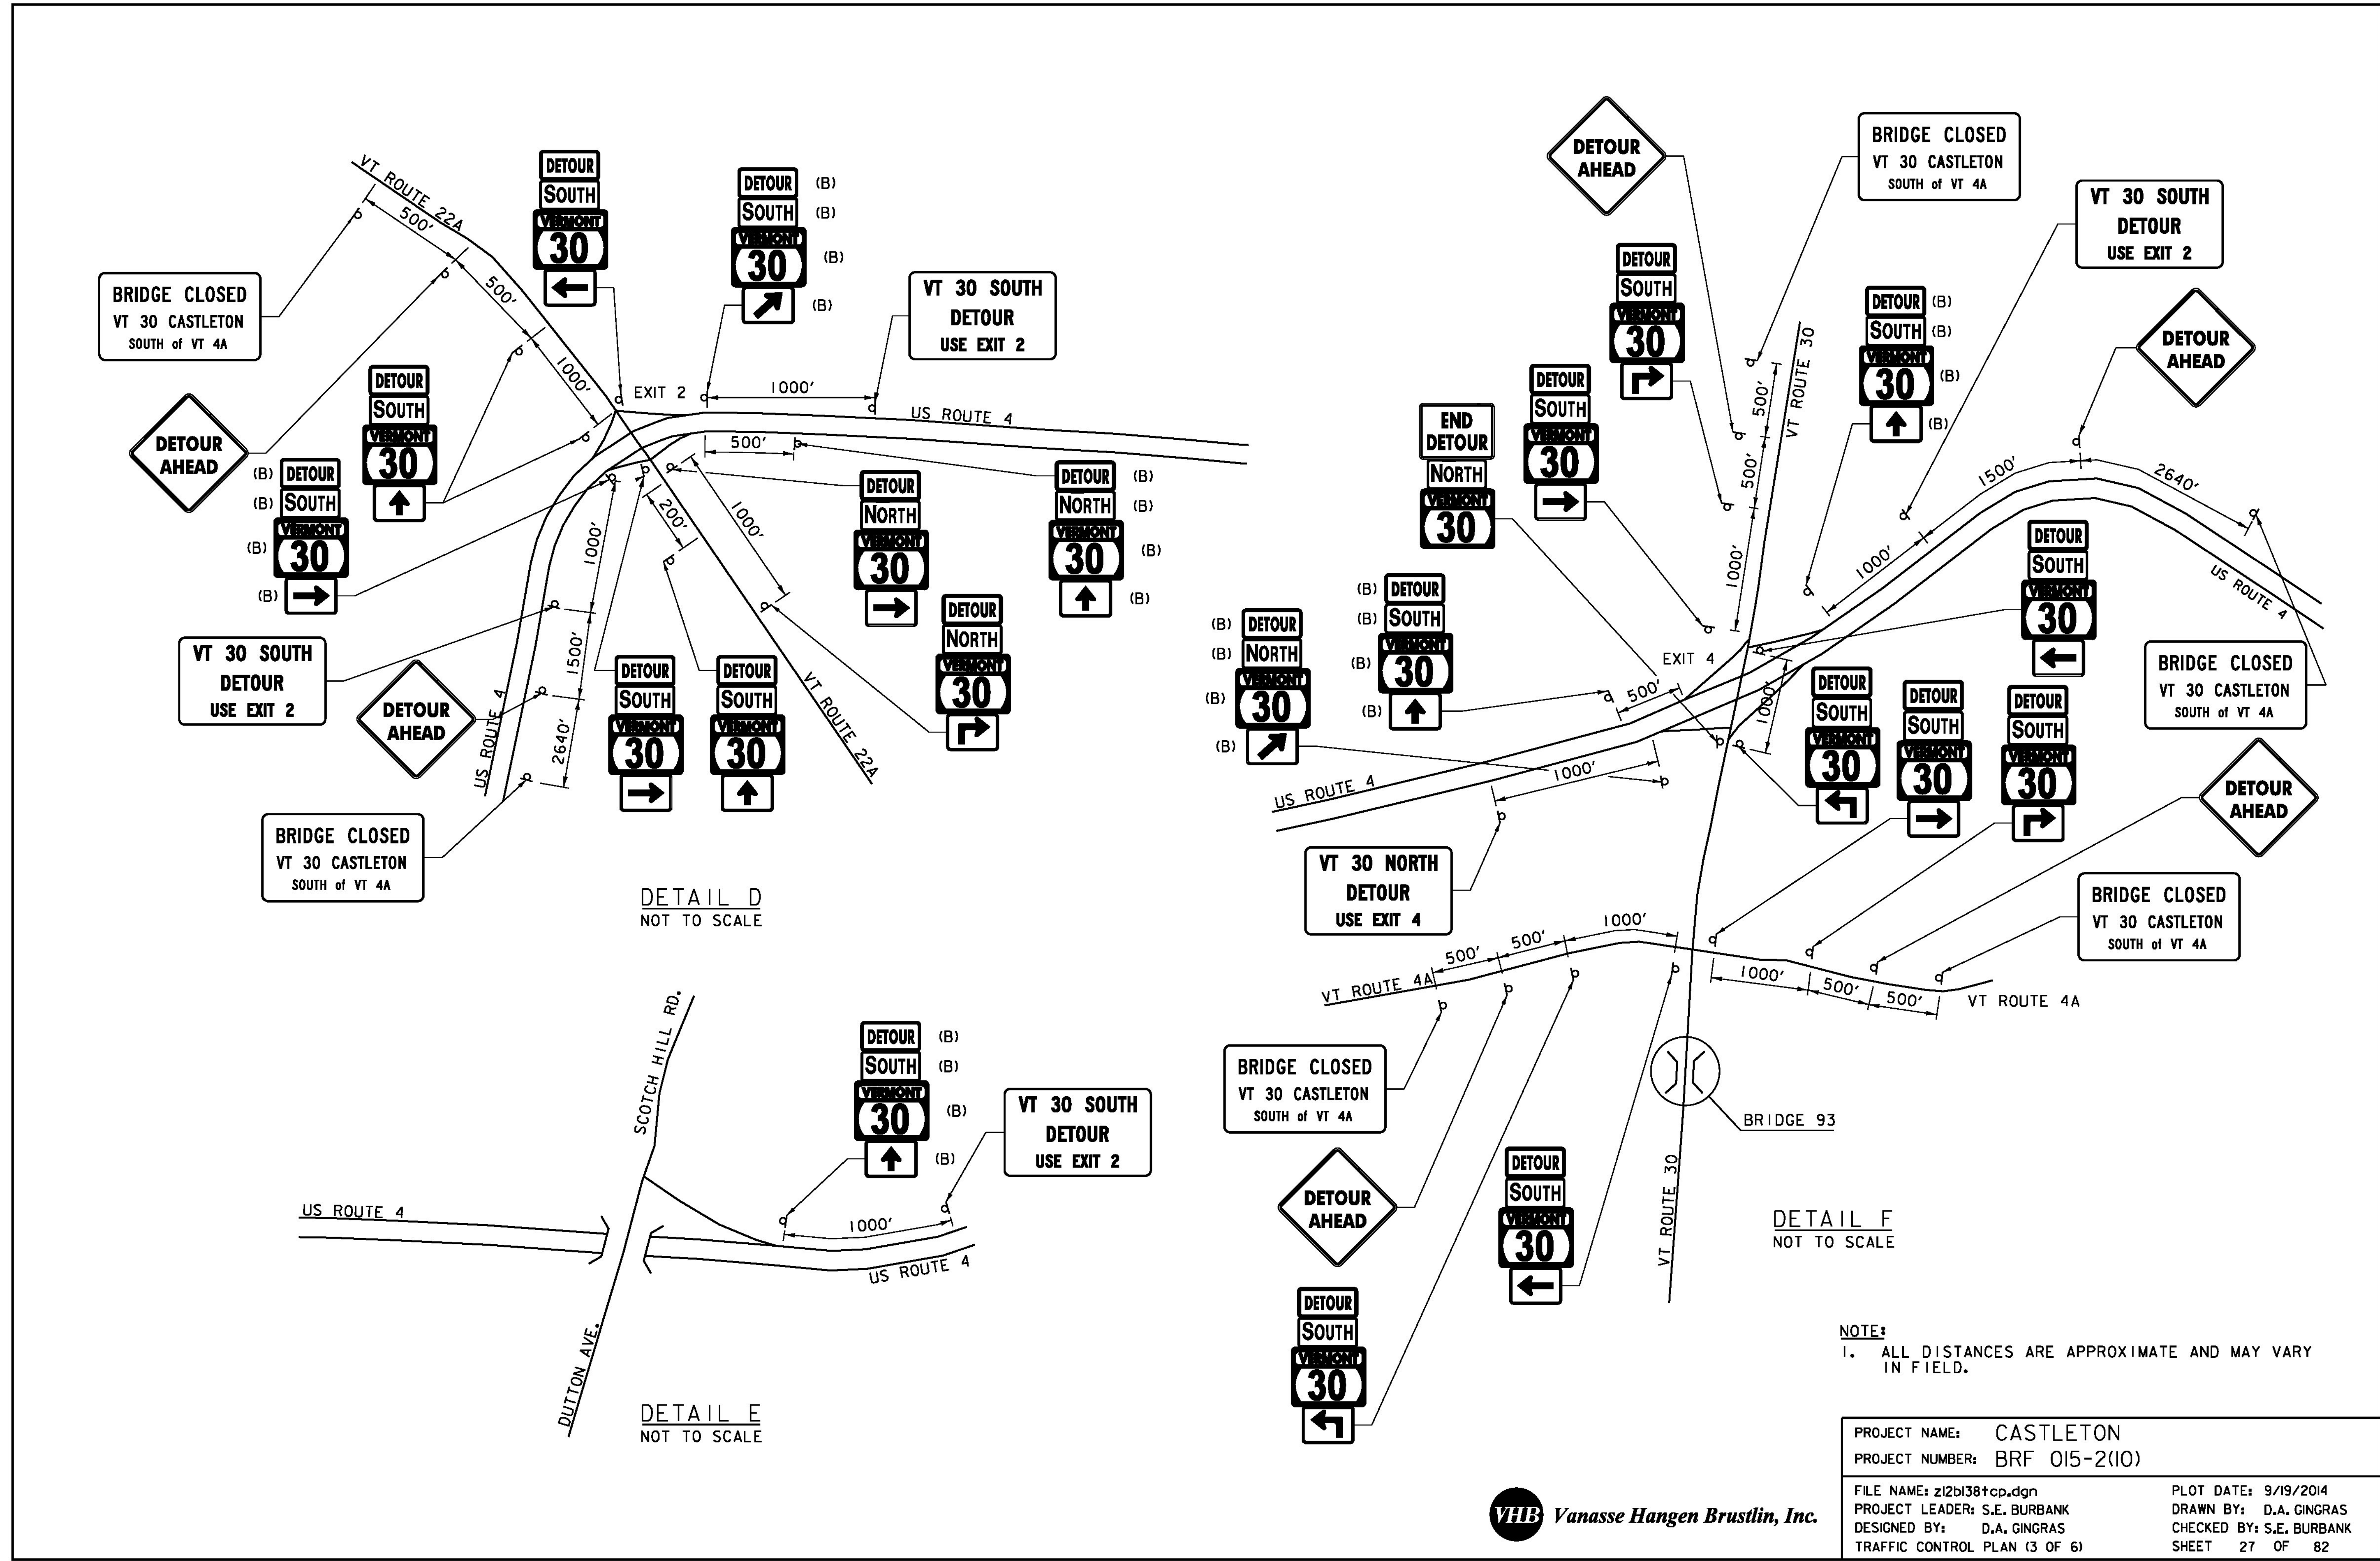 VT ROUTE 22A
500'
500'
1000'
BRIDGE CLOSED
VT 30 CASTLETON
SOUTH of VT 4A
DETOUR
AHEAD
DETOUR
SOUTH
VERMONT
30
DETOUR (B)
SOUTH (B)
VERMONT
30 (B)
(B)
VT 30 SOUTH
DETOUR
USE EXIT 2
EXIT 2
1000'
US ROUTE 4
500'
DETOUR
SOUTH
VERMONT
30
(B) DETOUR
(B) SOUTH
VERMONT
(B) 30
(B)
1000'
200'
1000'
DETOUR
NORTH
VERMONT
30
DETOUR (B)
NORTH (B)
VERMONT
30 (B)
(B)
DETOUR
NORTH
VERMONT
30
VT 30 SOUTH
DETOUR
USE EXIT 2
1500'
DETOUR
AHEAD
US ROUTE 4
2640'
DETOUR
SOUTH
VERMONT
30
DETOUR
SOUTH
VERMONT
30
VT ROUTE 22A
BRIDGE CLOSED
VT 30 CASTLETON
SOUTH of VT 4A
DETAIL D
NOT TO SCALE
SCOTCH HILL RD.
DETOUR (B)
SOUTH (B)
VERMONT
30 (B)
(B)
VT 30 SOUTH
DETOUR
USE EXIT 2
US ROUTE 4
1000'
US ROUTE 4
DUTTON AVE.
DETAIL E
NOT TO SCALE
DETOUR
AHEAD
BRIDGE CLOSED
VT 30 CASTLETON
SOUTH of VT 4A
VT 30 SOUTH
DETOUR
USE EXIT 2
DETOUR
SOUTH
VERMONT
30
VT ROUTE 30
500'
500'
1000'
DETOUR (B)
SOUTH (B)
VERMONT
30 (B)
(B)
DETOUR
AHEAD
DETOUR
SOUTH
VERMONT
30
END
DETOUR
NORTH
VERMONT
30
1500'
2640'
1000'
US ROUTE 4
DETOUR
SOUTH
VERMONT
30
(B) DETOUR
(B) SOUTH
VERMONT
(B) 30
(B)
(B) DETOUR
(B) NORTH
VERMONT
(B) 30
(B)
EXIT 4
500'
1000'
BRIDGE CLOSED
VT 30 CASTLETON
SOUTH of VT 4A
DETOUR
SOUTH
VERMONT
30
DETOUR
SOUTH
VERMONT
30
DETOUR
SOUTH
VERMONT
30
US ROUTE 4
1000'
DETOUR
AHEAD
VT 30 NORTH
DETOUR
USE EXIT 4
BRIDGE CLOSED
VT 30 CASTLETON
SOUTH of VT 4A
500'
500'
1000'
VT ROUTE 4A
1000'
500'
500'
VT ROUTE 4A
BRIDGE CLOSED
VT 30 CASTLETON
SOUTH of VT 4A
BRIDGE 93
DETOUR
AHEAD
DETOUR
SOUTH
VERMONT
30
VT ROUTE 30
DETOUR
SOUTH
VERMONT
30
DETAIL F
NOT TO SCALE
NOTE:
1. ALL DISTANCES ARE APPROXIMATE AND MAY VARY
IN FIELD.
VHB Vanasse Hangen Brustlin, Inc.
PROJECT NAME: CASTLETON
PROJECT NUMBER: BRF 015-2(10)
FILE NAME: z12b138tcp.dgn
PROJECT LEADER: S.E. BURBANK
DESIGNED BY: D.A. GINGRAS
TRAFFIC CONTROL PLAN (3 OF 6)
PLOT DATE: 9/19/2014
DRAWN BY: D.A. GINGRAS
CHECKED BY: S.E. BURBANK
SHEET 27 OF 82